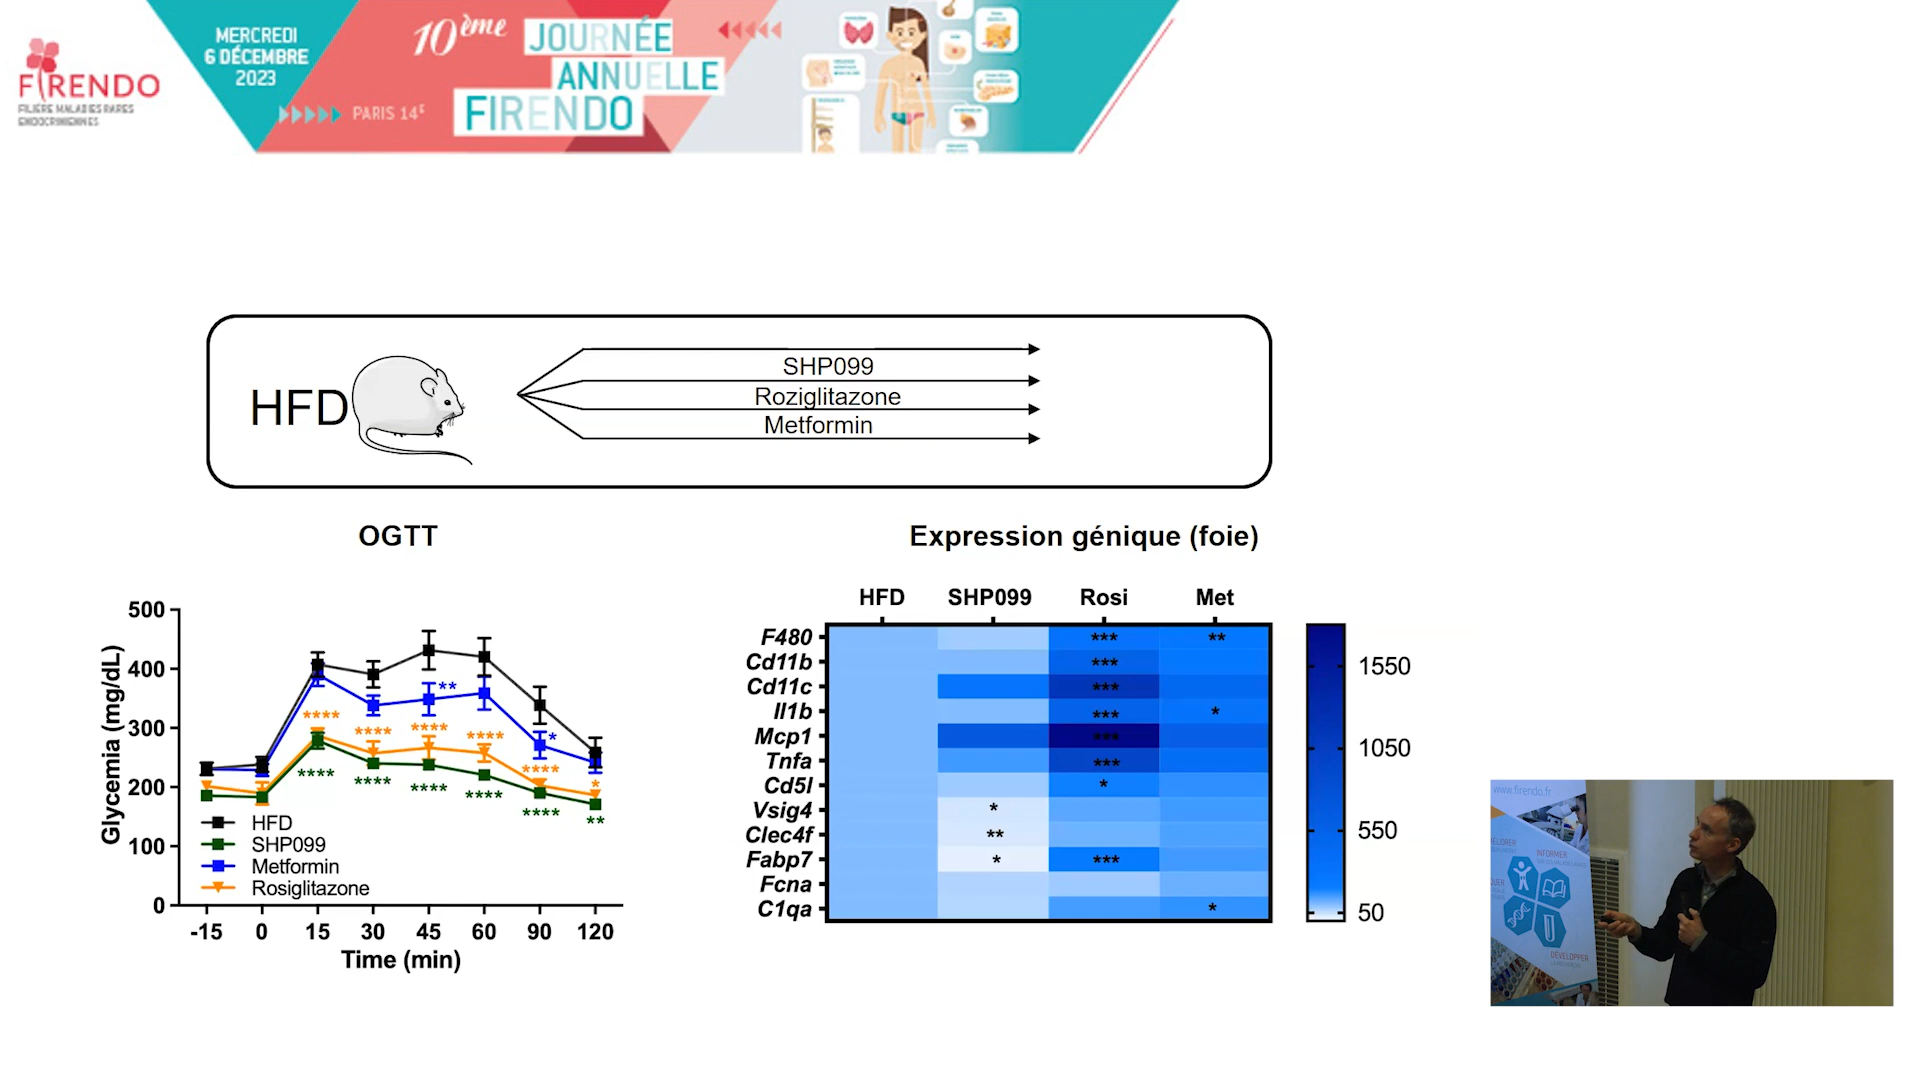 FIRENDO
FILIÈRE MALADIES RARES
ENDOCRINIENNES
MERCREDI
6 DÉCEMBRE
2023
PARIS 14E
10ème JOURNÉE
ANNUELLE
FIRENDO
HFD
SHP099
Roziglitazone
Metformin
OGTT
Glycemia (mg/dL)
500
400
300
200
100
0
**
****
****
****
****
*
****
*
****
****
****
****
****
**
HFD
SHP099
Metformin
Rosiglitazone
-15 0 15 30 45 60 90 120
Time (min)
Expression génique (foie)
HFD SHP099 Rosi Met
F480 *** **
Cd11b ***
Cd11c ***
Il1b *** *
Mcp1 ***
Tnfa ***
Cd5l *
Vsig4 *
Clec4f **
Fabp7 * ***
Fcna
C1qa *
1550
1050
550
50
www.firendo.fr
INFORMER
DÉVELOPPER